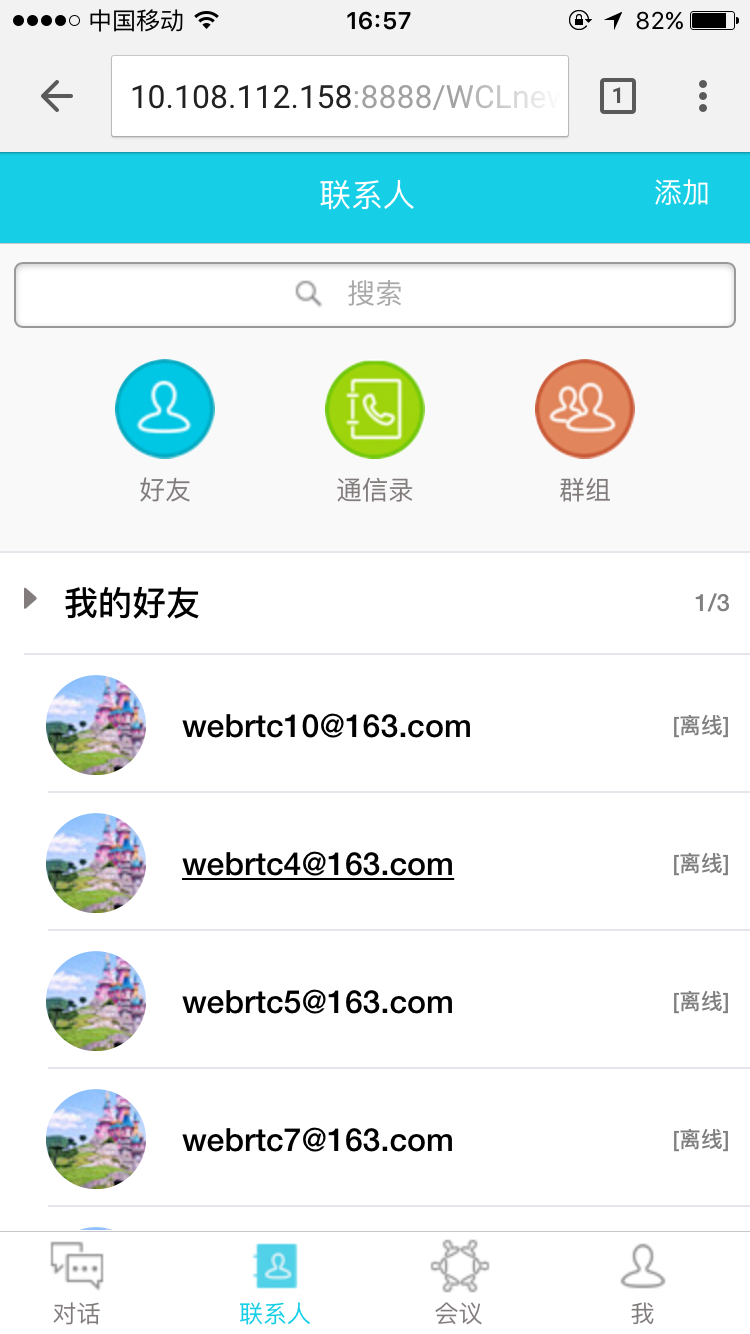 中国移动 16:57 82%
10.108.112.158:8888/WCLnew 1
联系人 添加
搜索
好友 通信录 群组
我的好友 1/3
webrtc10@163.com [离线]
webrtc4@163.com [离线]
webrtc5@163.com [离线]
webrtc7@163.com [离线]
对话 联系人 会议 我